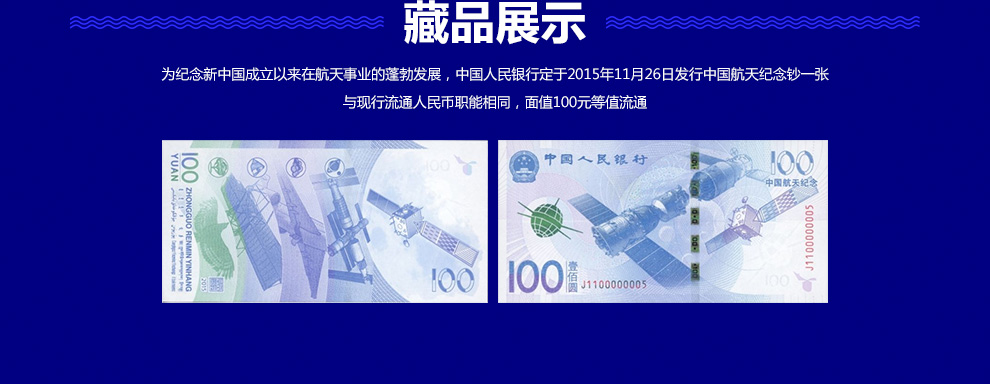 藏品展示
为纪念新中国成立以来在航天事业的蓬勃发展，中国人民银行定于2015年11月26日发行中国航天纪念钞一张
与现行流通人民币职能相同，面值100元等值流通
100
YUAN
ZHONGGUO RENMIN YINHANG
2015
100
100
中国人民银行
100
中国航天纪念
J1100000005
100
壹佰圆
J1100000005